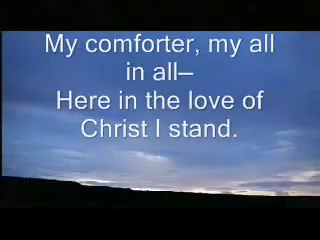 My comforter, my all
in all—
Here in the love of
Christ I stand.